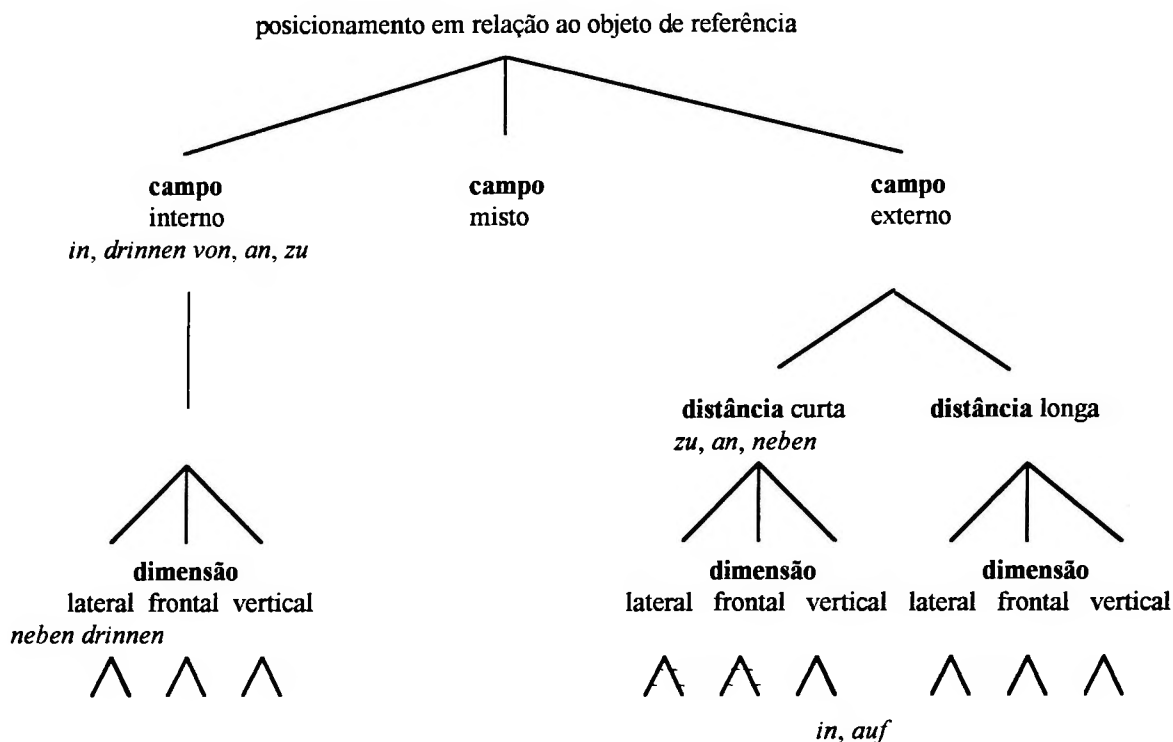 posicionamento em relação ao objeto de referência
campo
interno
in, drinnen von, an, zu
campo
misto
campo
externo
distância curta
zu, an, neben
distância longa
dimensão
lateral frontal vertical
neben drinnen
dimensão
lateral frontal vertical
dimensão
lateral frontal vertical
in, auf